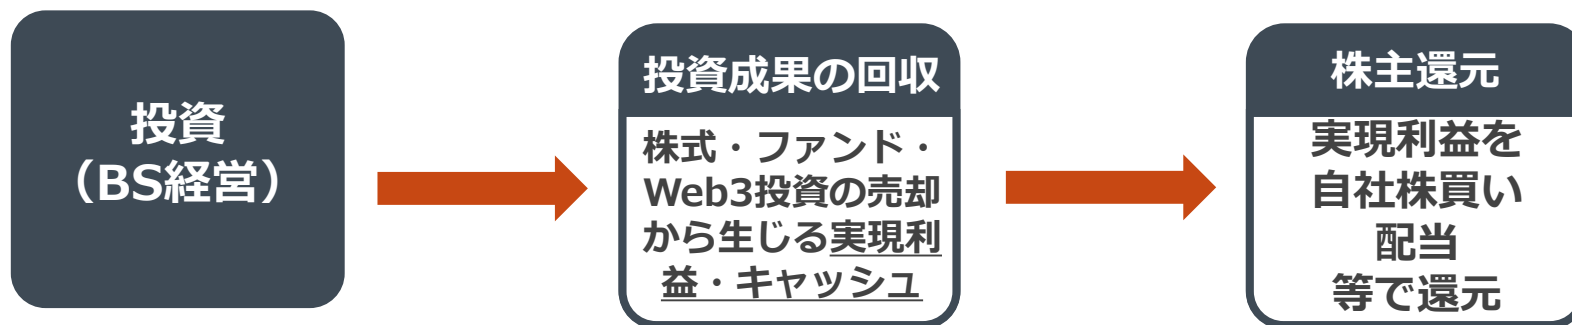 投資
（BS経営）
投資成果の回収
株式・ファンド・
Web3投資の売却
から生じる実現利
益・キャッシュ
株主還元
実現利益を
自社株買い
配当
等で還元